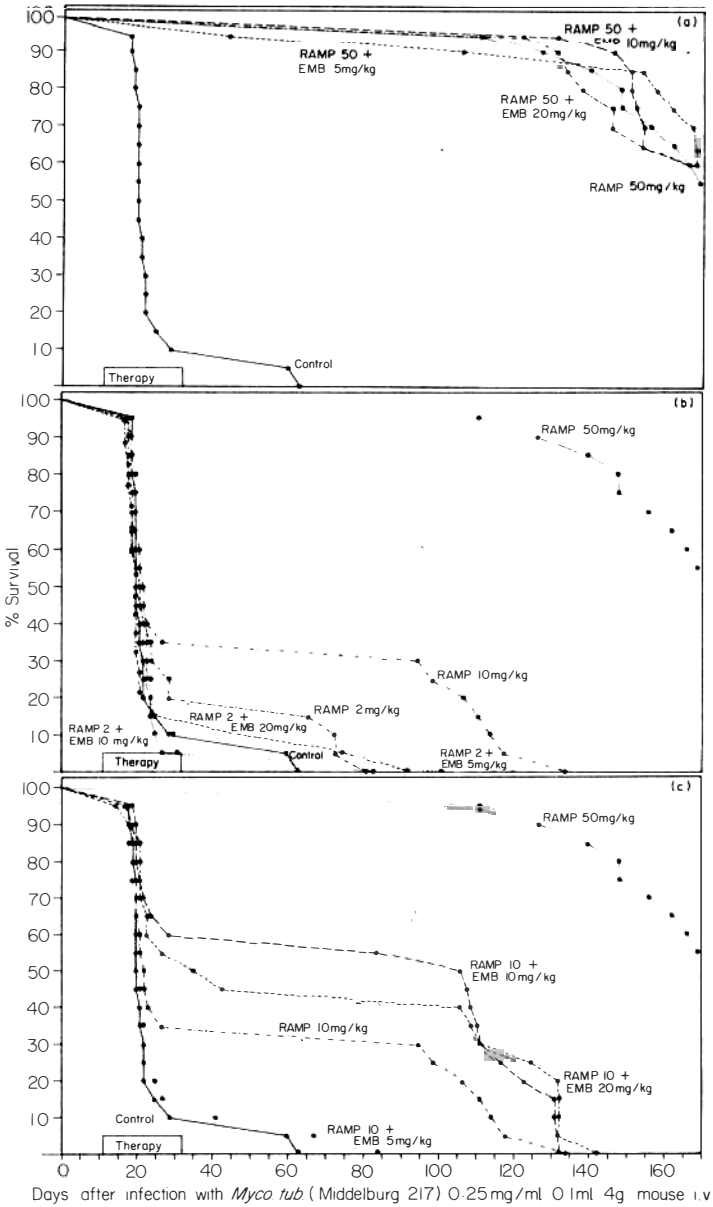 100
(a)
90
80
70
60
50
40
30
20
10
RAMP 50 +
EMB 10mg/kg
RAMP 50 +
EMB 5mg/kg
RAMP 50 +
EMB 20mg/kg
RAMP 50mg/kg
Control
Therapy
% Survival
100
(b)
90
80
70
60
50
40
30
20
10
RAMP 50mg/kg
RAMP 10mg/kg
RAMP 2mg/kg
RAMP 2 +
EMB 20mg/kg
RAMP 2 +
EMB 10 mg/kg
RAMP 2 +
EMB 5mg/kg
Control
Therapy
100
(c)
90
80
70
60
50
40
30
20
10
RAMP 50mg/kg
RAMP 10 +
EMB 10mg/kg
RAMP 10mg/kg
RAMP 10 +
EMB 20mg/kg
Control
RAMP 10 +
EMB 5mg/kg
Therapy
0 20 40 60 80 100 120 140 160
Days after infection with Myco. tub. (Middelburg 217) 0.25mg/ml 0 1ml 4g mouse i.v